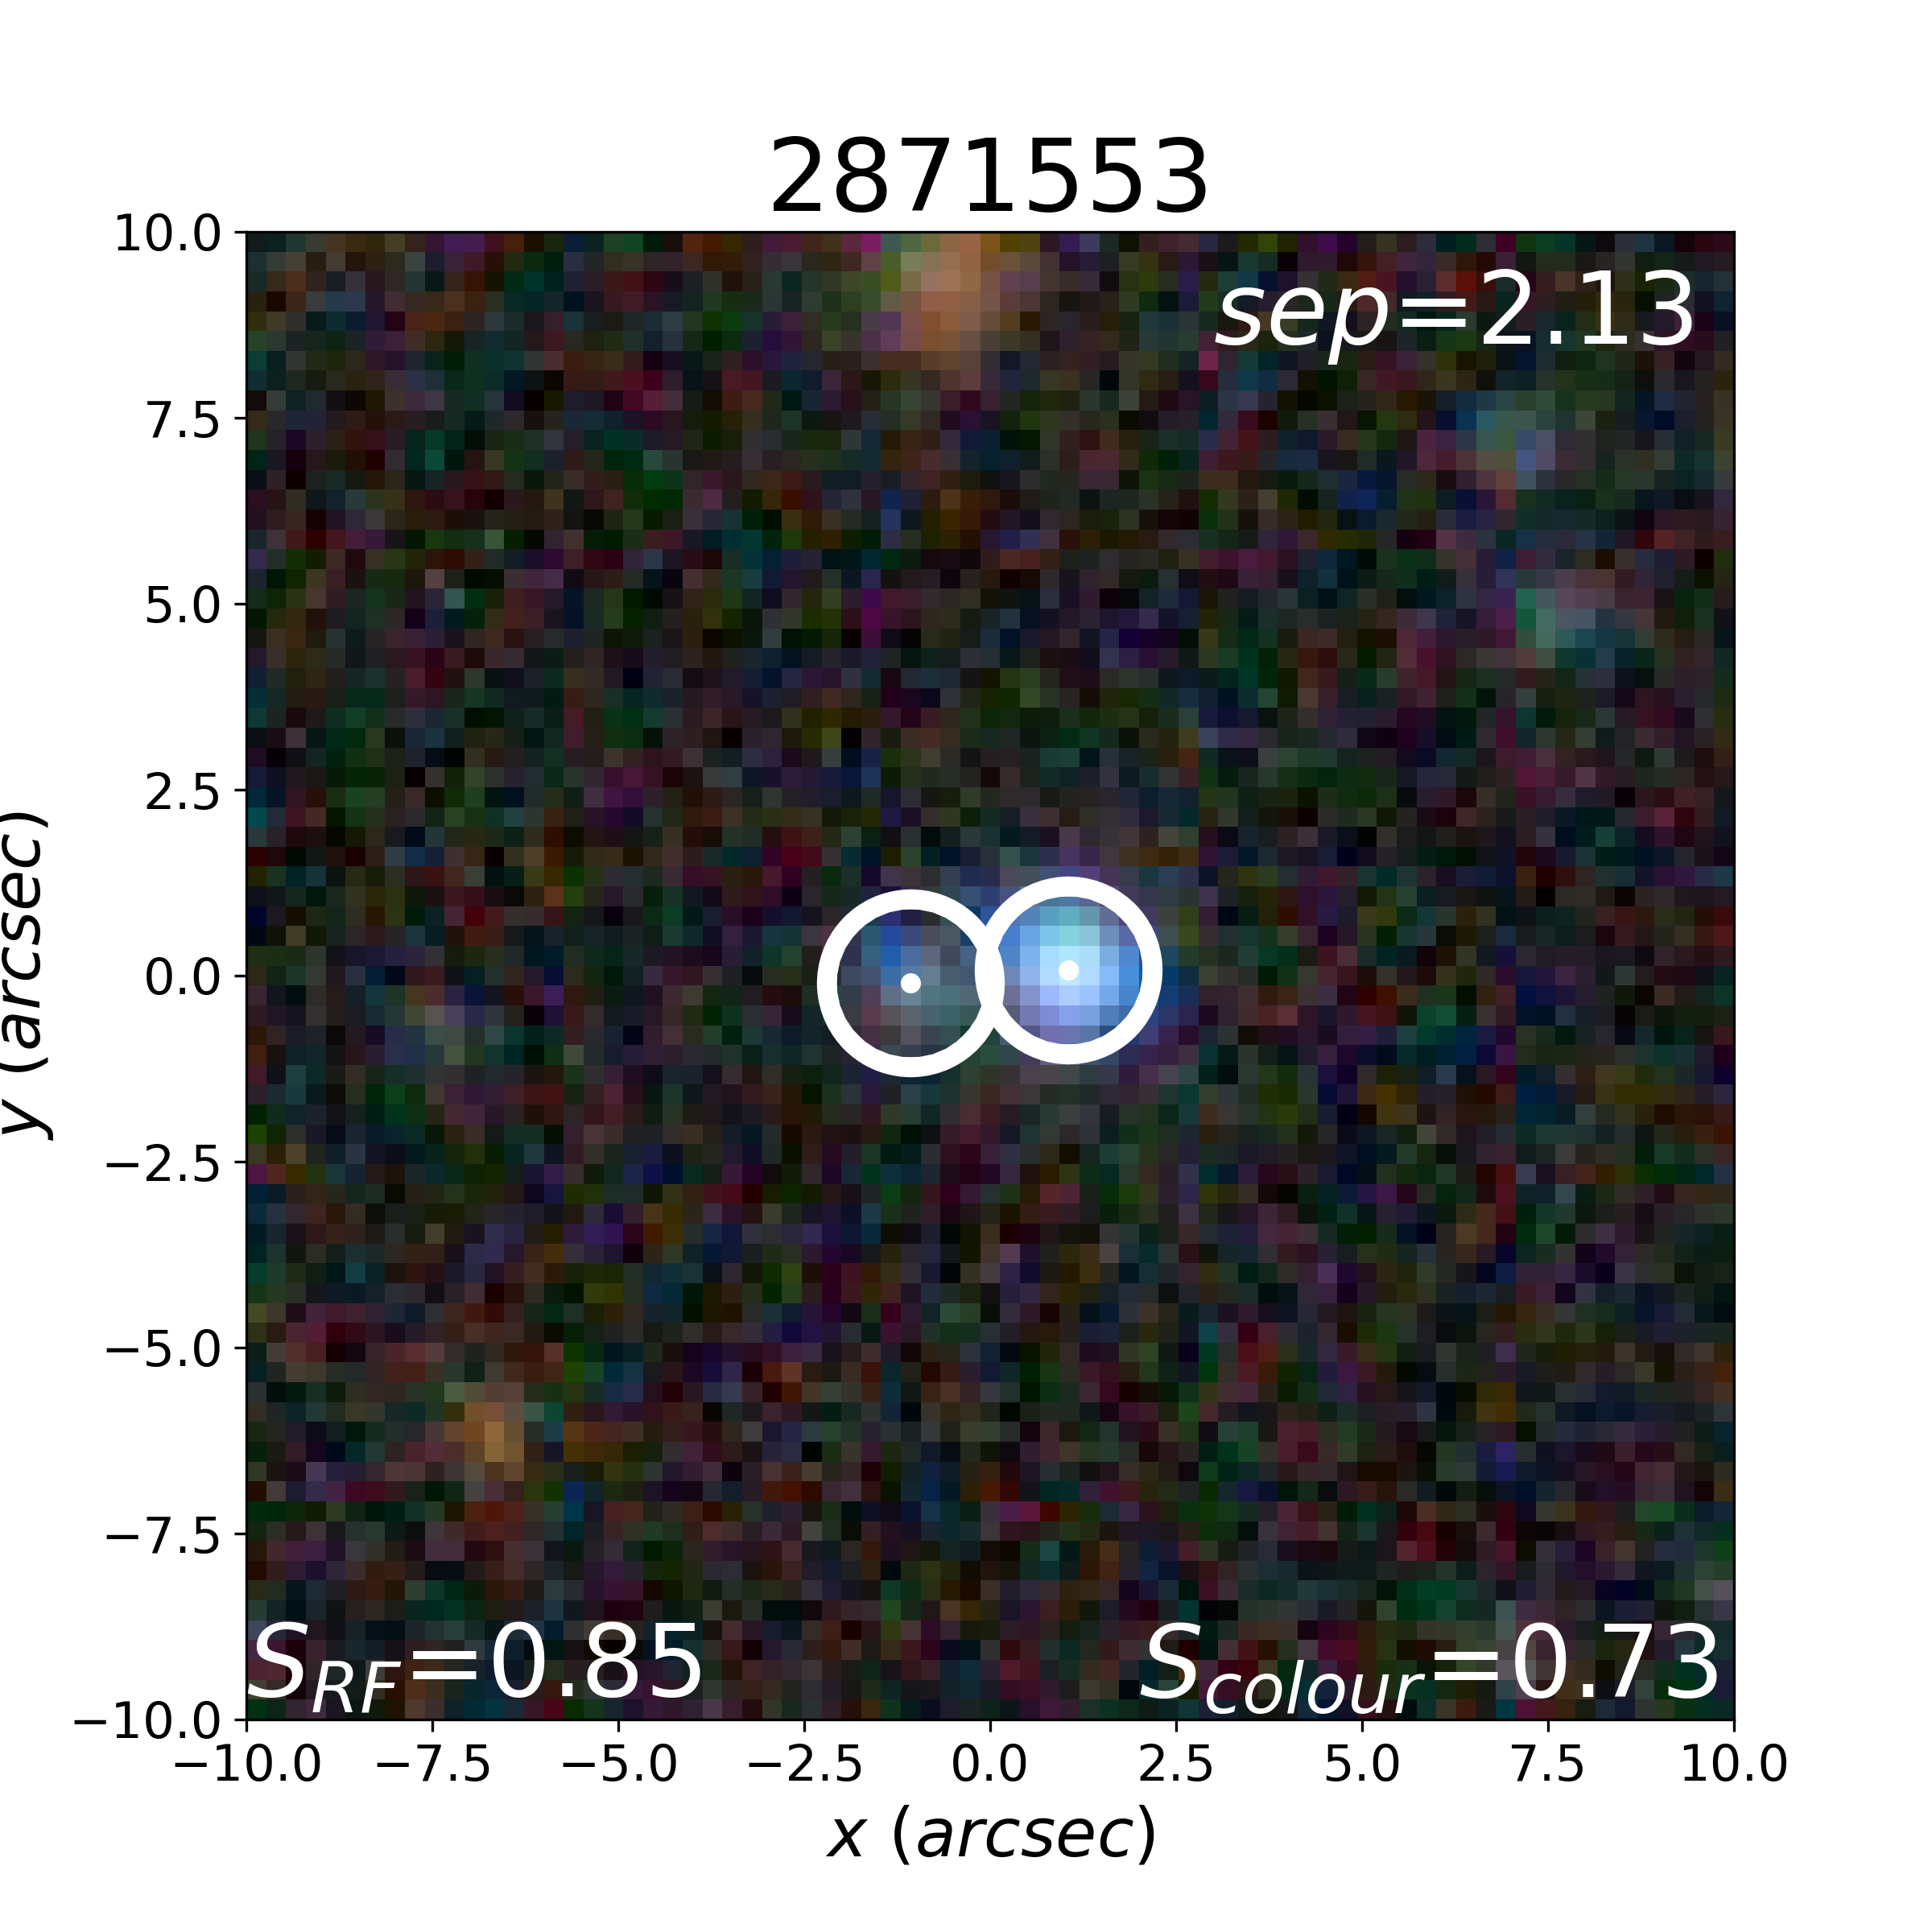 2871553
sep=2.13
10.0
7.5
5.0
2.5
0.0
−2.5
−5.0
−7.5
−10.0
y (arcsec)
S_RF=0.85
S_colour=0.73
−10.0 −7.5 −5.0 −2.5 0.0 2.5 5.0 7.5 10.0
x (arcsec)